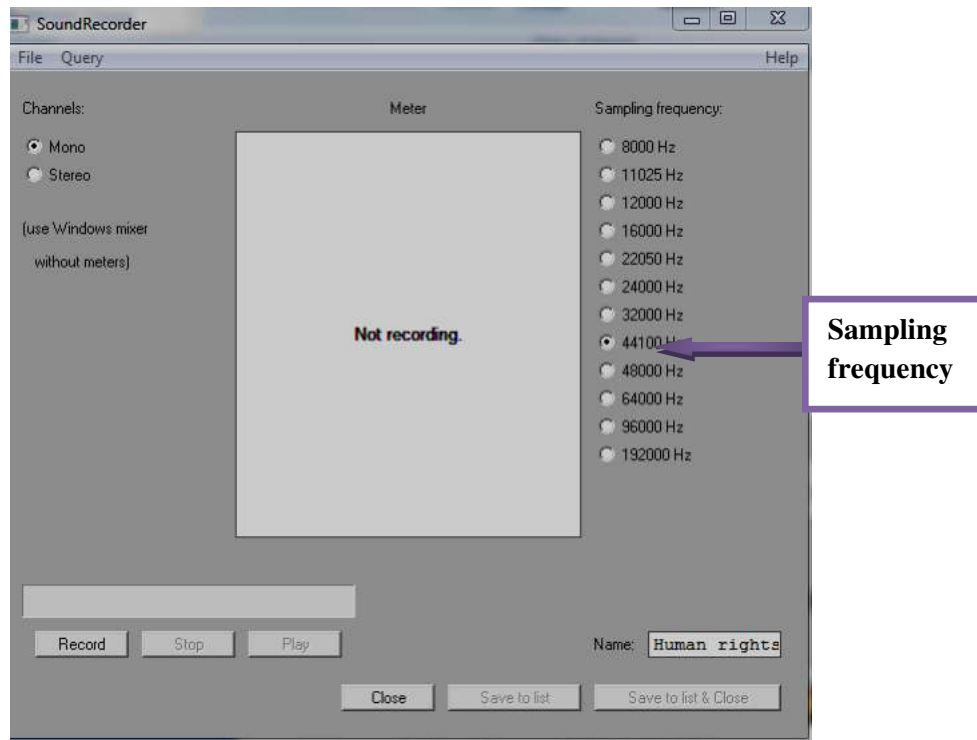 SoundRecorder
File Query Help
Channels:
Mono
Stereo
(use Windows mixer
without meters)
Meter
Not recording.
Sampling frequency:
8000 Hz
11025 Hz
12000 Hz
16000 Hz
22050 Hz
24000 Hz
32000 Hz
44100 Hz
48000 Hz
64000 Hz
96000 Hz
192000 Hz
Sampling
frequency
Record Stop Play
Name: Human rights
Close Save to list Save to list & Close